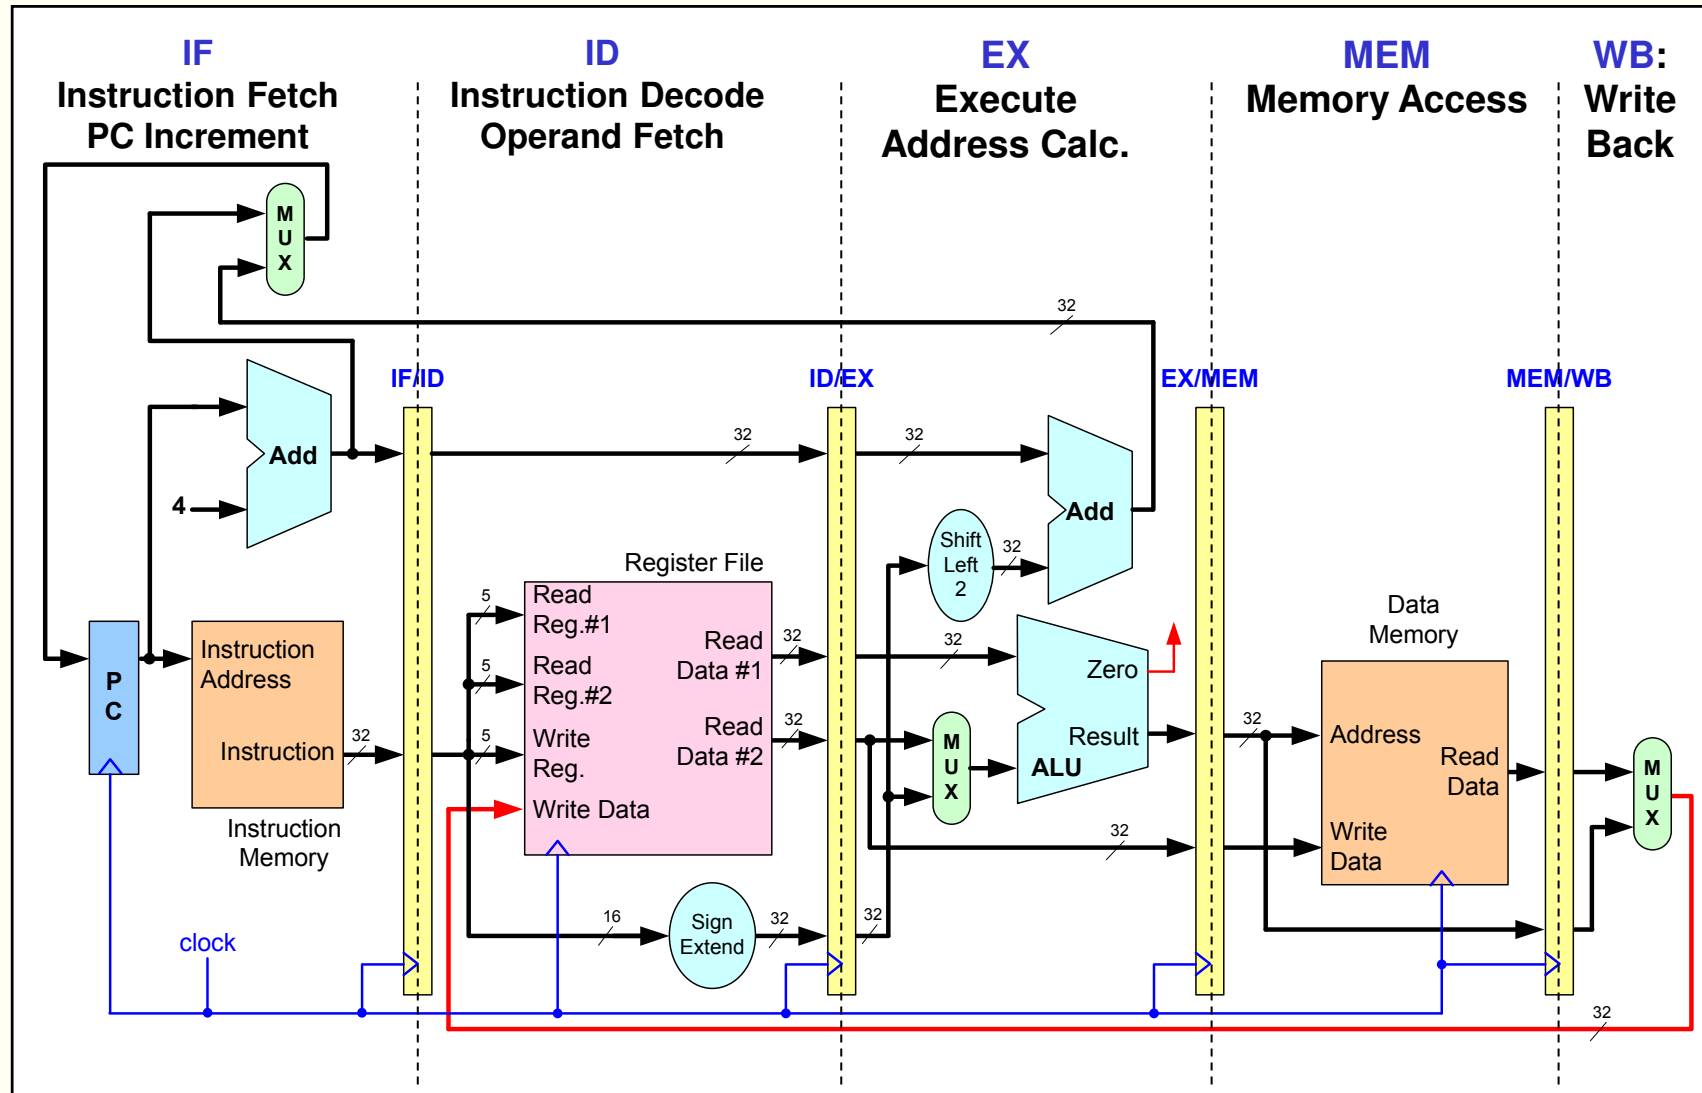 IF
Instruction Fetch
PC Increment
ID
Instruction Decode
Operand Fetch
EX
Execute
Address Calc.
MEM
Memory Access
WB:
Write
Back
M
U
X
32
IF/ID
ID/EX
EX/MEM
MEM/WB
Add
4
32
32
Add
Shift
Left
2
32
Register File
Read
Reg.#1
Read
Reg.#2
Write
Reg.
Write Data
Read
Data #1
Read
Data #2
5
5
5
32
32
P
C
Instruction
Address
Instruction
32
Instruction
Memory
32
M
U
X
Zero
Result
ALU
32
32
Data
Memory
Address
Read
Data
Write
Data
M
U
X
16
Sign
Extend
32
32
clock
32